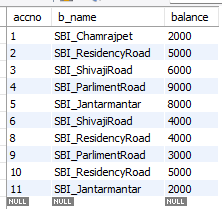 accno b_name balance
1 SBI_Chamrajpet 2000
2 SBI_ResidencyRoad 5000
3 SBI_ShivajiRoad 6000
4 SBI_ParlimentRoad 9000
5 SBI_Jantarmantar 8000
6 SBI_ShivajiRoad 4000
8 SBI_ResidencyRoad 4000
9 SBI_ParlimentRoad 3000
10 SBI_ResidencyRoad 5000
11 SBI_Jantarmantar 2000
NULL NULL NULL